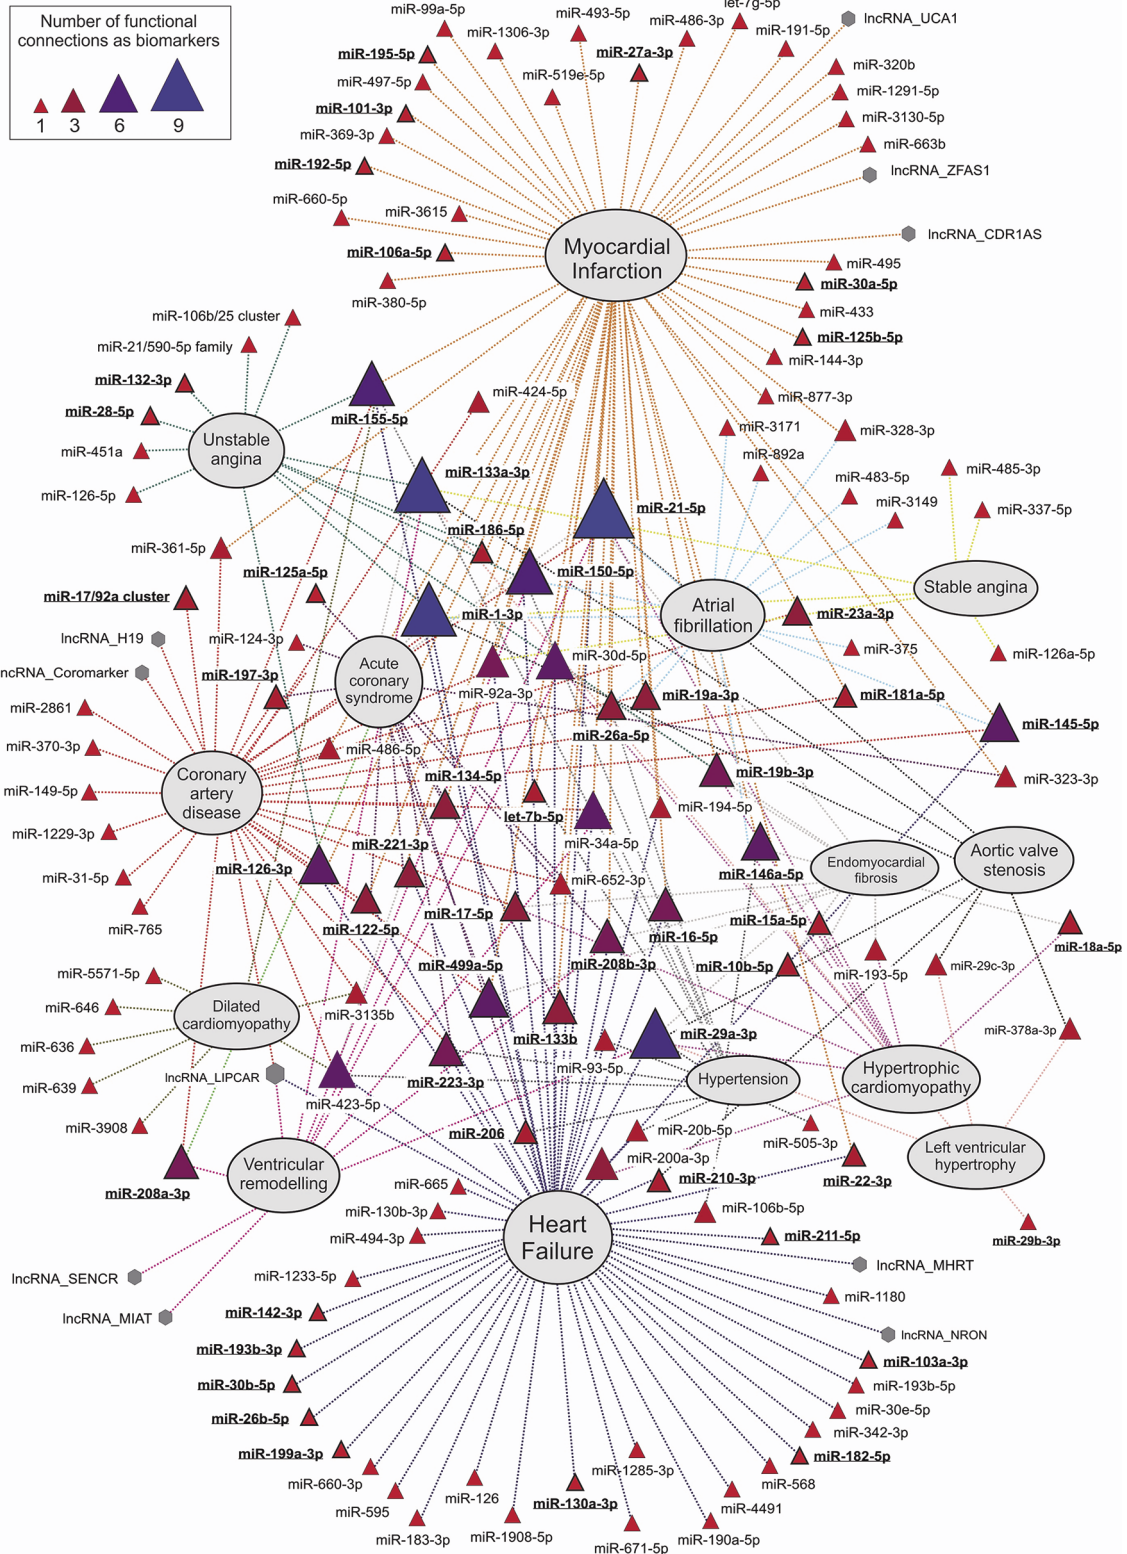 Number of functional
connections as biomarkers
1
3
6
9
miR-99a-5p
miR-493-5p
let-7g-5p
miR-486-3p
lncRNA_UCA1
miR-1306-3p
miR-191-5p
miR-195-5p
miR-27a-3p
miR-320b
miR-519e-5p
miR-497-5p
miR-1291-5p
miR-101-3p
miR-3130-5p
miR-369-3p
miR-663b
miR-192-5p
lncRNA_ZFAS1
miR-660-5p
miR-3615
lncRNA_CDR1AS
Myocardial
Infarction
miR-106a-5p
miR-495
miR-30a-5p
miR-380-5p
miR-433
miR-106b/25 cluster
miR-125b-5p
miR-21/590-5p family
miR-144-3p
miR-132-3p
miR-424-5p
miR-877-3p
miR-28-5p
miR-155-5p
miR-3171
miR-328-3p
Unstable
angina
miR-451a
miR-892a
miR-133a-3p
miR-485-3p
miR-483-5p
miR-126-5p
miR-3149
miR-21-5p
miR-337-5p
miR-186-5p
miR-361-5p
miR-125a-5p
miR-150-5p
Stable angina
miR-17/92a cluster
miR-1-3p
Atrial
fibrillation
miR-23a-3p
lncRNA_H19
miR-124-3p
miR-375
miR-126a-5p
miR-30d-5p
Acute
coronary
syndrome
ncRNA_Coromarker
miR-197-3p
miR-92a-3p
miR-19a-3p
miR-181a-5p
miR-2861
miR-26a-5p
miR-145-5p
miR-370-3p
miR-486-5p
miR-134-5p
miR-19b-3p
miR-323-3p
Coronary
artery
disease
miR-149-5p
let-7b-5p
miR-194-5p
miR-1229-3p
miR-221-3p
miR-34a-5p
Aortic valve
stenosis
miR-126-3p
miR-146a-5p
Endomyocardial
fibrosis
miR-31-5p
miR-652-3p
miR-17-5p
miR-765
miR-122-5p
miR-16-5p
miR-15a-5p
miR-18a-5p
miR-499a-5p
miR-208b-3p
miR-10b-5p
miR-193-5p
miR-29c-3p
miR-5571-5p
miR-646
Dilated
cardiomyopathy
miR-3135b
miR-378a-3p
miR-636
miR-133b
miR-29a-3p
lncRNA_LIPCAR
miR-93-5p
miR-223-3p
Hypertension
Hypertrophic
cardiomyopathy
miR-639
miR-423-5p
miR-3908
miR-206
miR-20b-5p
miR-505-3p
miR-200a-3p
Left ventricular
hypertrophy
miR-208a-3p
Ventricular
remodelling
miR-665
miR-210-3p
miR-22-3p
miR-130b-3p
miR-106b-5p
miR-494-3p
Heart
Failure
miR-211-5p
miR-29b-3p
lncRNA_SENCR
miR-1233-5p
lncRNA_MHRT
miR-1180
miR-142-3p
lncRNA_MIAT
lncRNA_NRON
miR-193b-3p
miR-103a-3p
miR-30b-5p
miR-193b-5p
miR-26b-5p
miR-30e-5p
miR-342-3p
miR-199a-3p
miR-182-5p
miR-1285-3p
miR-660-3p
miR-568
miR-126
miR-130a-3p
miR-595
miR-4491
miR-183-3p
miR-1908-5p
miR-190a-5p
miR-671-5p